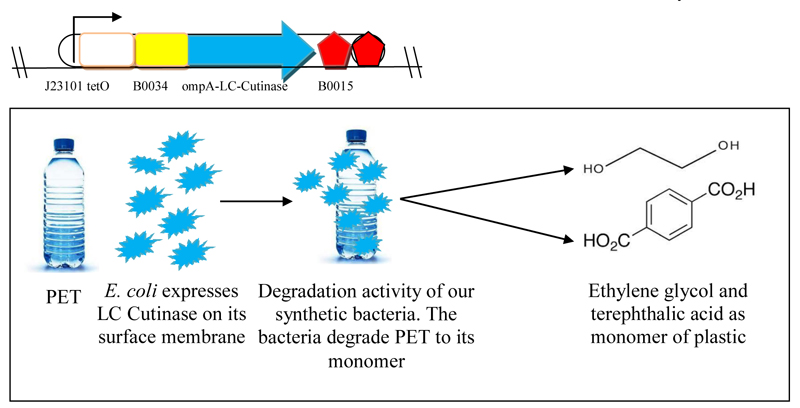 J23101 tetO B0034 ompA-LC-Cutinase B0015
HO
OH
CO₂H
HO₂C
PET
E. coli expresses
LC Cutinase on its
surface membrane
Degradation activity of our
synthetic bacteria. The
bacteria degrade PET to its
monomer
Ethylene glycol and
terephthalic acid as
monomer of plastic